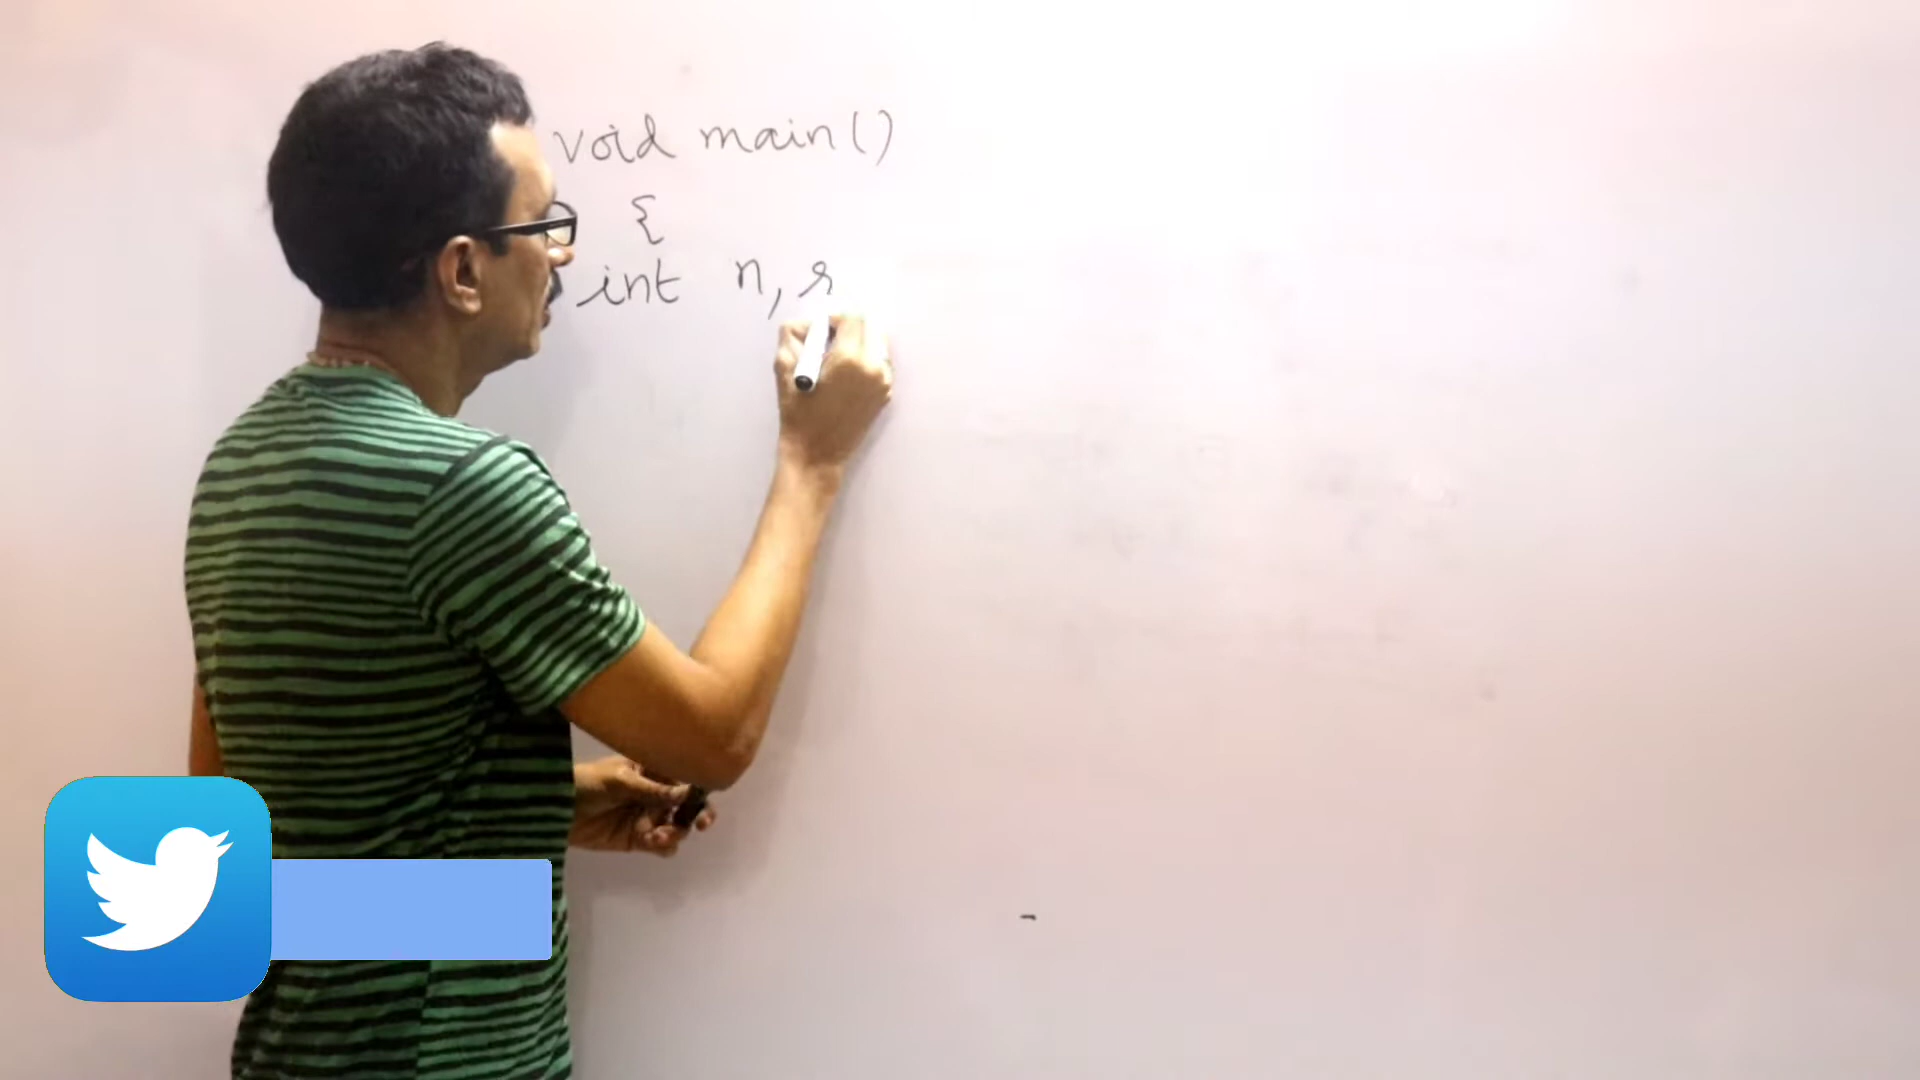 void main()
{
int n, r